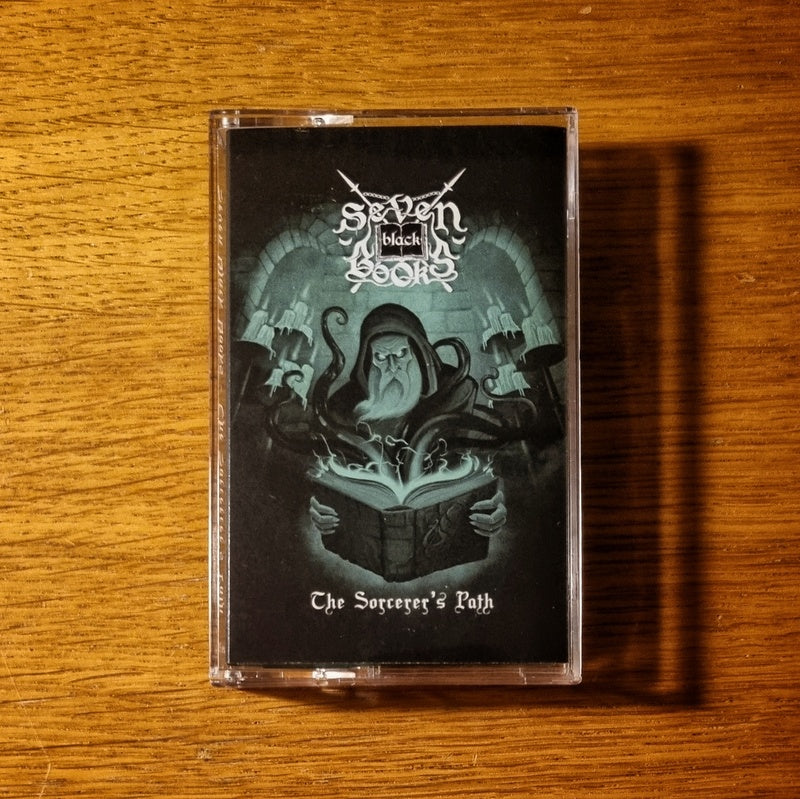 Seven
black
Books
The Sorcerer's Path